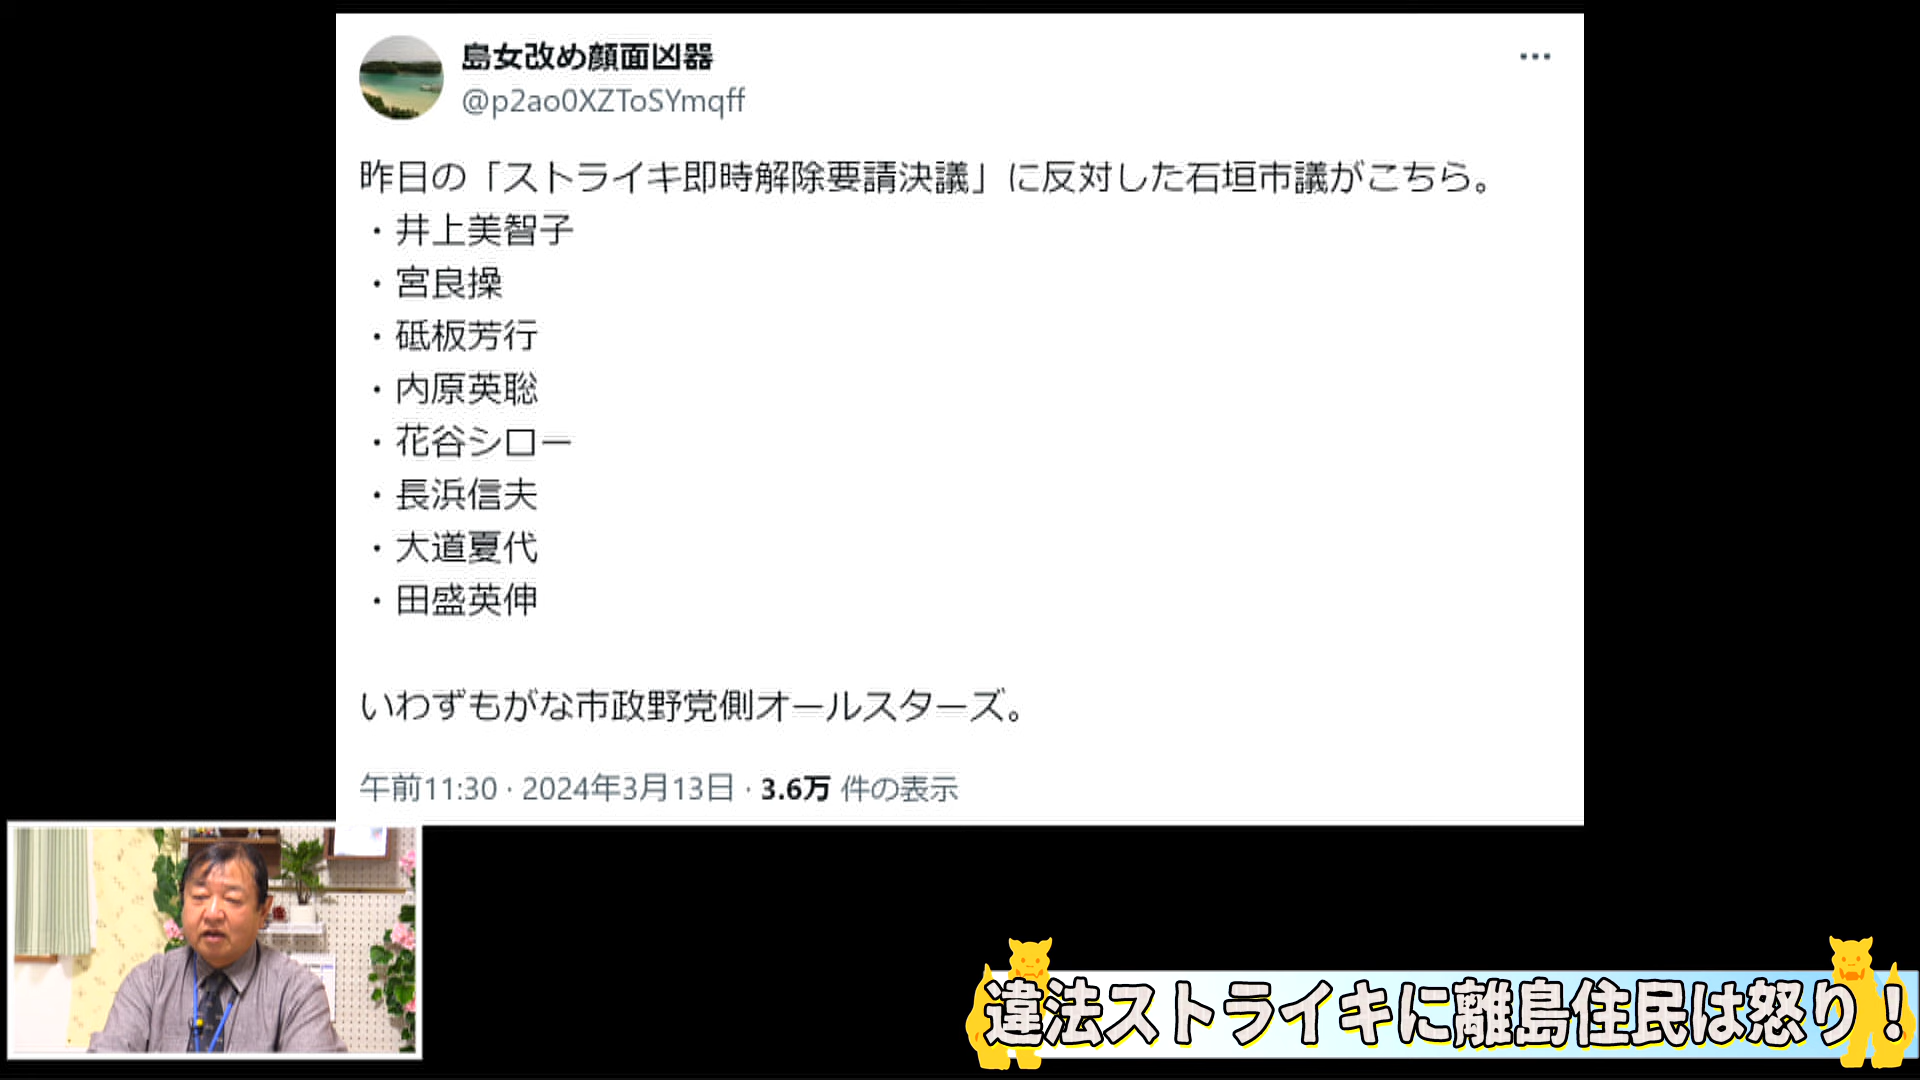 島女改め顔面凶器
@p2ao0XZToSYmqff
昨日の「ストライキ即時解除要請決議」に反対した石垣市議がこちら。
・井上美智子
・宮良操
・砥板芳行
・内原英聡
・花谷シロー
・長浜信夫
・大道夏代
・田盛英伸
いわずもがな市政野党側オールスターズ。
午前11:30 · 2024年3月13日 · 3.6万 件の表示
違法ストライキに離島住民は怒り！